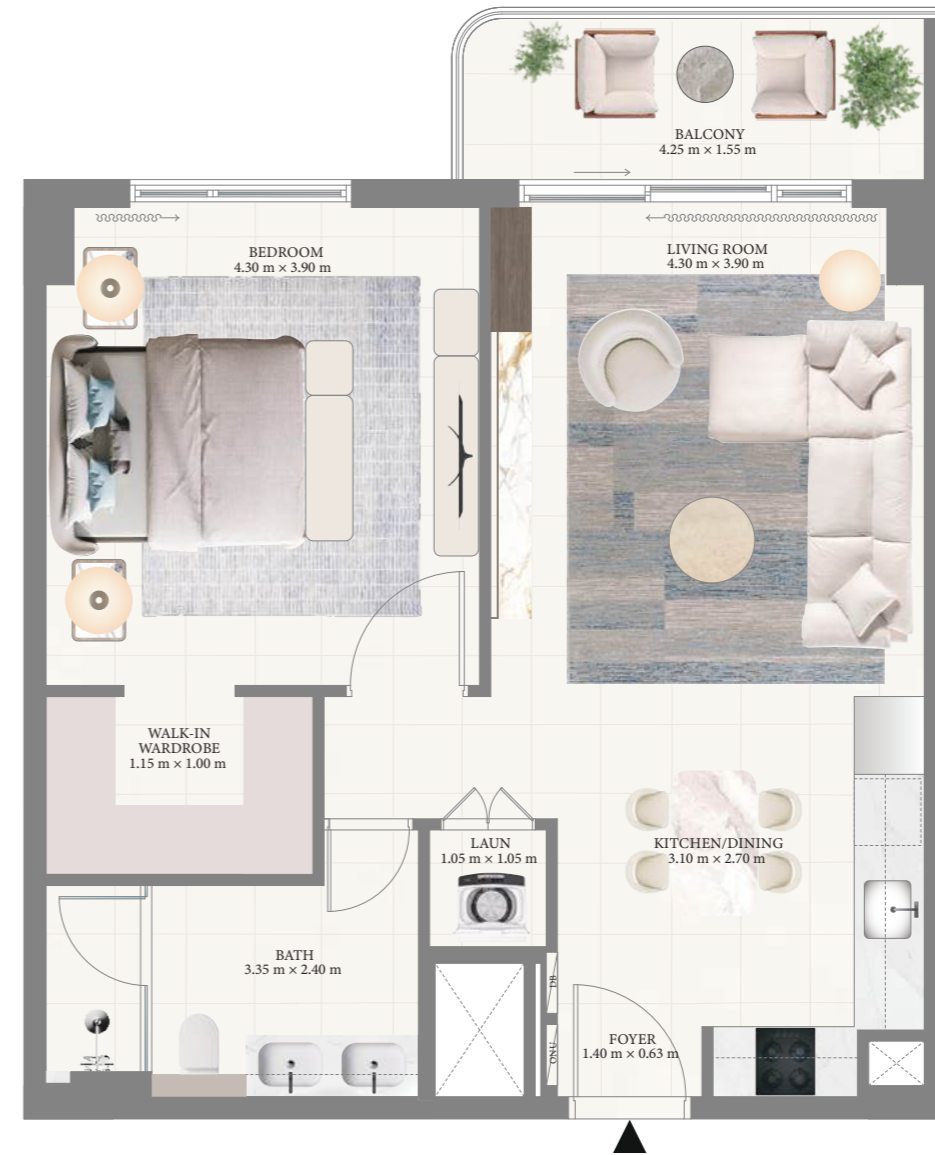 BALCONY
4.25 m × 1.55 m
BEDROOM
4.30 m × 3.90 m
LIVING ROOM
4.30 m × 3.90 m
WALK-IN
WARDROBE
1.15 m × 1.00 m
LAUN
1.05 m × 1.05 m
KITCHEN/DINING
3.10 m × 2.70 m
BATH
3.35 m × 2.40 m
DB
FOYER
1.40 m × 0.63 m
ONU